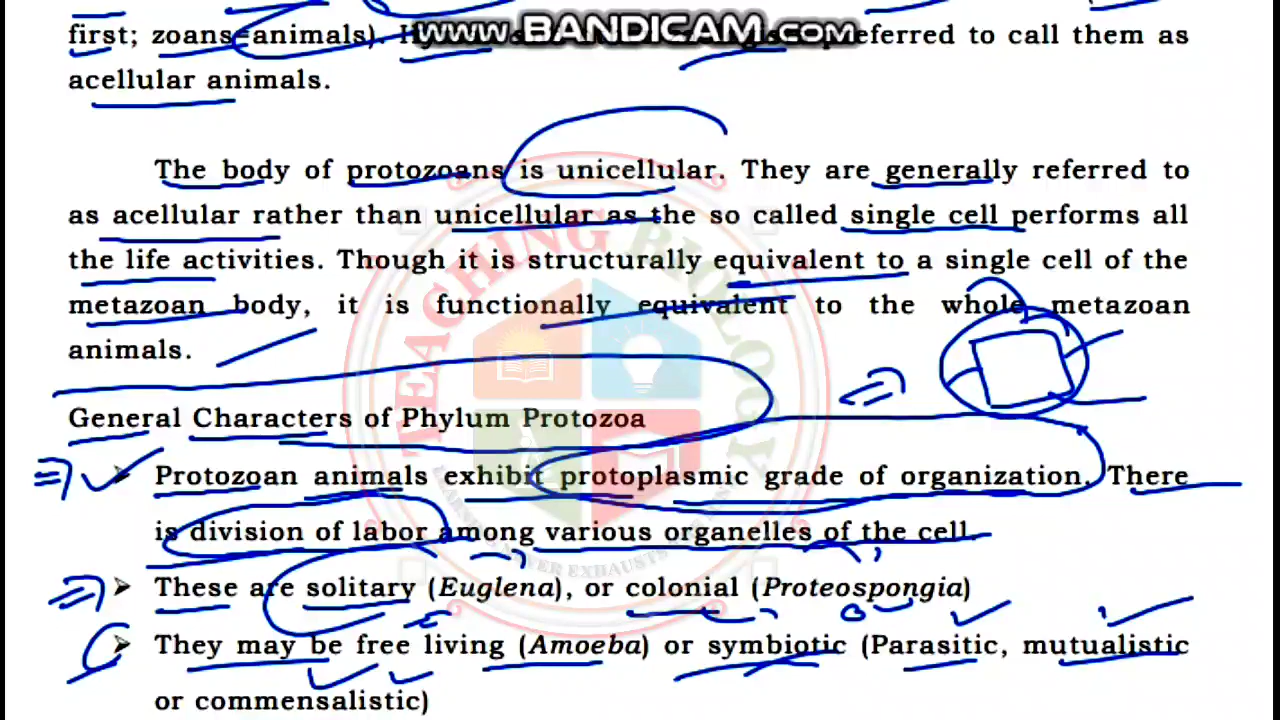 www.BANDICAM.com
first; zoans=animals). preferred to call them as
acellular animals.
The body of protozoans is unicellular. They are generally referred to
as acellular rather than unicellular as the so called single cell performs all
the life activities. Though it is structurally equivalent to a single cell of the
metazoan body, it is functionally equivalent to the whole metazoan
animals.
General Characters of Phylum Protozoa
➤ Protozoan animals exhibit protoplasmic grade of organization. There
is division of labor among various organelles of the cell.
➤ These are solitary (Euglena), or colonial (Proteospongia)
➤ They may be free living (Amoeba) or symbiotic (Parasitic, mutualistic
or commensalistic)
TEACHING BIOLOGY